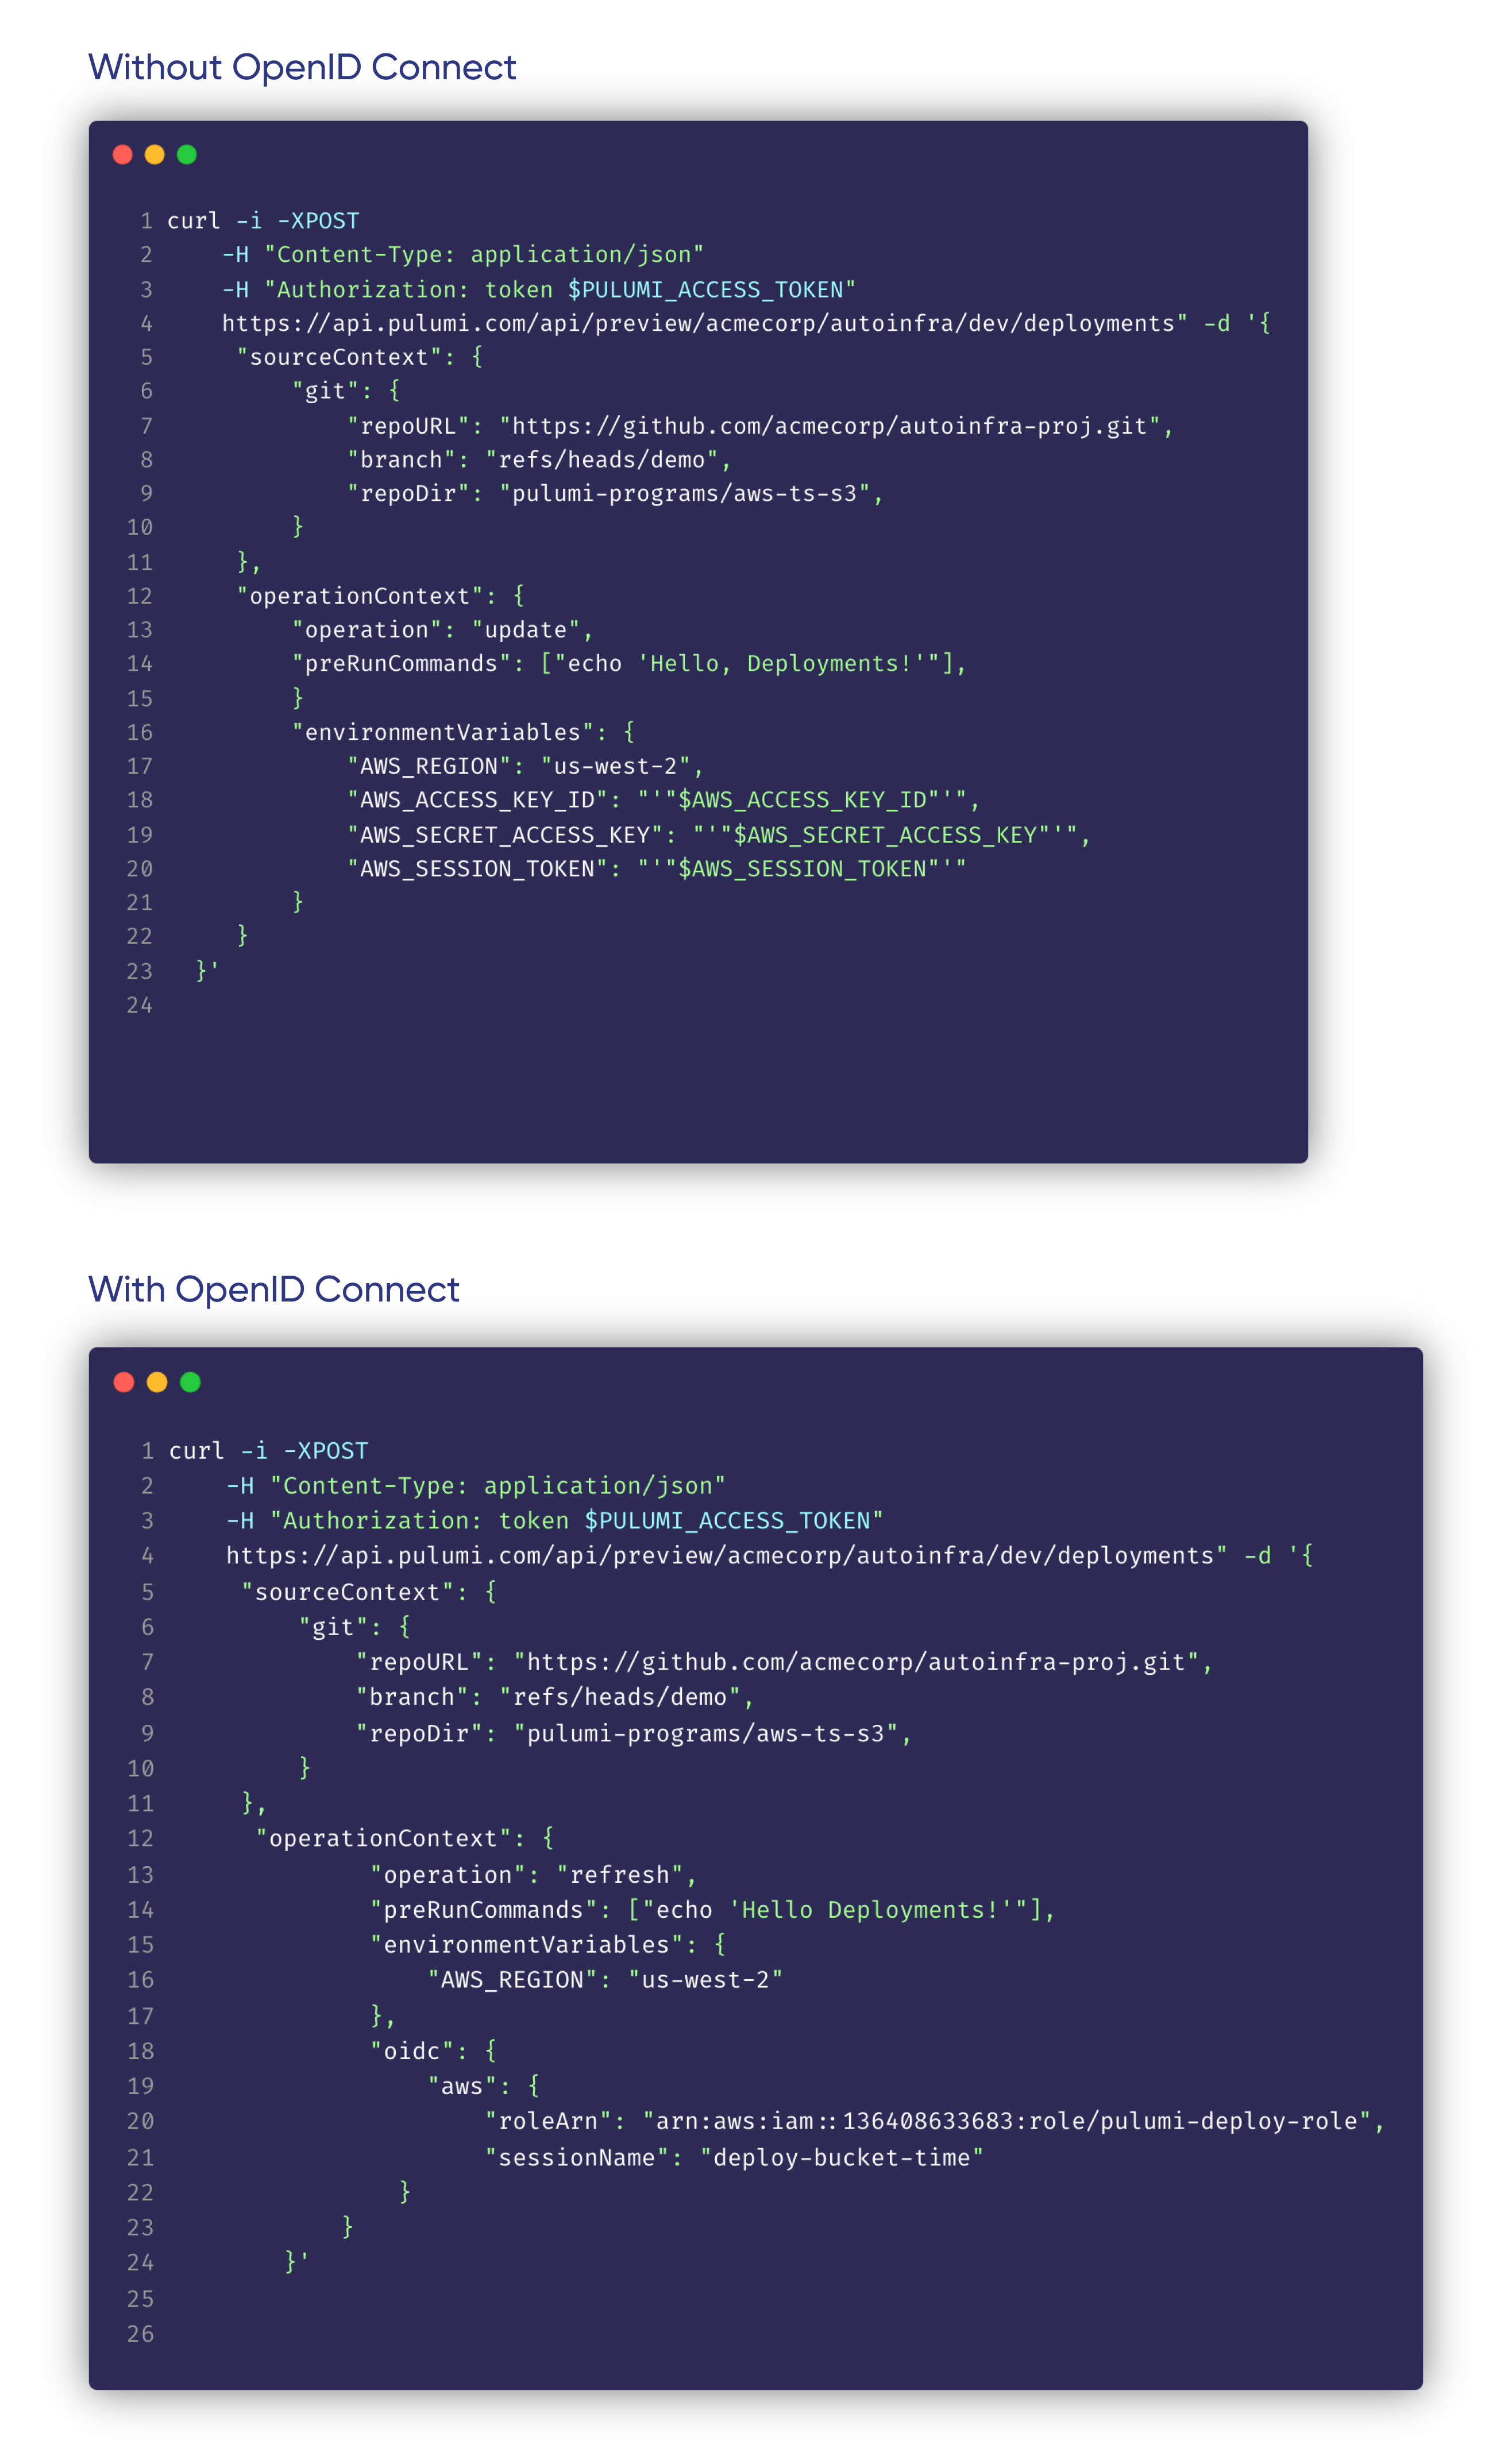 Without OpenID Connect
1 curl -i -XPOST
2     -H "Content-Type: application/json"
3     -H "Authorization: token $PULUMI_ACCESS_TOKEN"
4     https://api.pulumi.com/api/preview/acmecorp/autoinfra/dev/deployments" -d '{
5      "sourceContext": {
6          "git": {
7              "repoURL": "https://github.com/acmecorp/autoinfra-proj.git",
8              "branch": "refs/heads/demo",
9              "repoDir": "pulumi-programs/aws-ts-s3",
10          }
11      },
12      "operationContext": {
13          "operation": "update",
14          "preRunCommands": ["echo 'Hello, Deployments!'"],
15          }
16          "environmentVariables": {
17              "AWS_REGION": "us-west-2",
18              "AWS_ACCESS_KEY_ID": "'"$AWS_ACCESS_KEY_ID"'",
19              "AWS_SECRET_ACCESS_KEY": "'"$AWS_SECRET_ACCESS_KEY"'",
20              "AWS_SESSION_TOKEN": "'"$AWS_SESSION_TOKEN"'"
21          }
22      }
23   }'
24
With OpenID Connect
1 curl -i -XPOST
2     -H "Content-Type: application/json"
3     -H "Authorization: token $PULUMI_ACCESS_TOKEN"
4     https://api.pulumi.com/api/preview/acmecorp/autoinfra/dev/deployments" -d '{
5      "sourceContext": {
6          "git": {
7              "repoURL": "https://github.com/acmecorp/autoinfra-proj.git",
8              "branch": "refs/heads/demo",
9              "repoDir": "pulumi-programs/aws-ts-s3",
10          }
11      },
12       "operationContext": {
13               "operation": "refresh",
14               "preRunCommands": ["echo 'Hello Deployments!'"],
15               "environmentVariables": {
16                   "AWS_REGION": "us-west-2"
17               },
18               "oidc": {
19                   "aws": {
20                       "roleArn": "arn:aws:iam::136408633683:role/pulumi-deploy-role",
21                       "sessionName": "deploy-bucket-time"
22                 }
23             }
24         }'
25
26